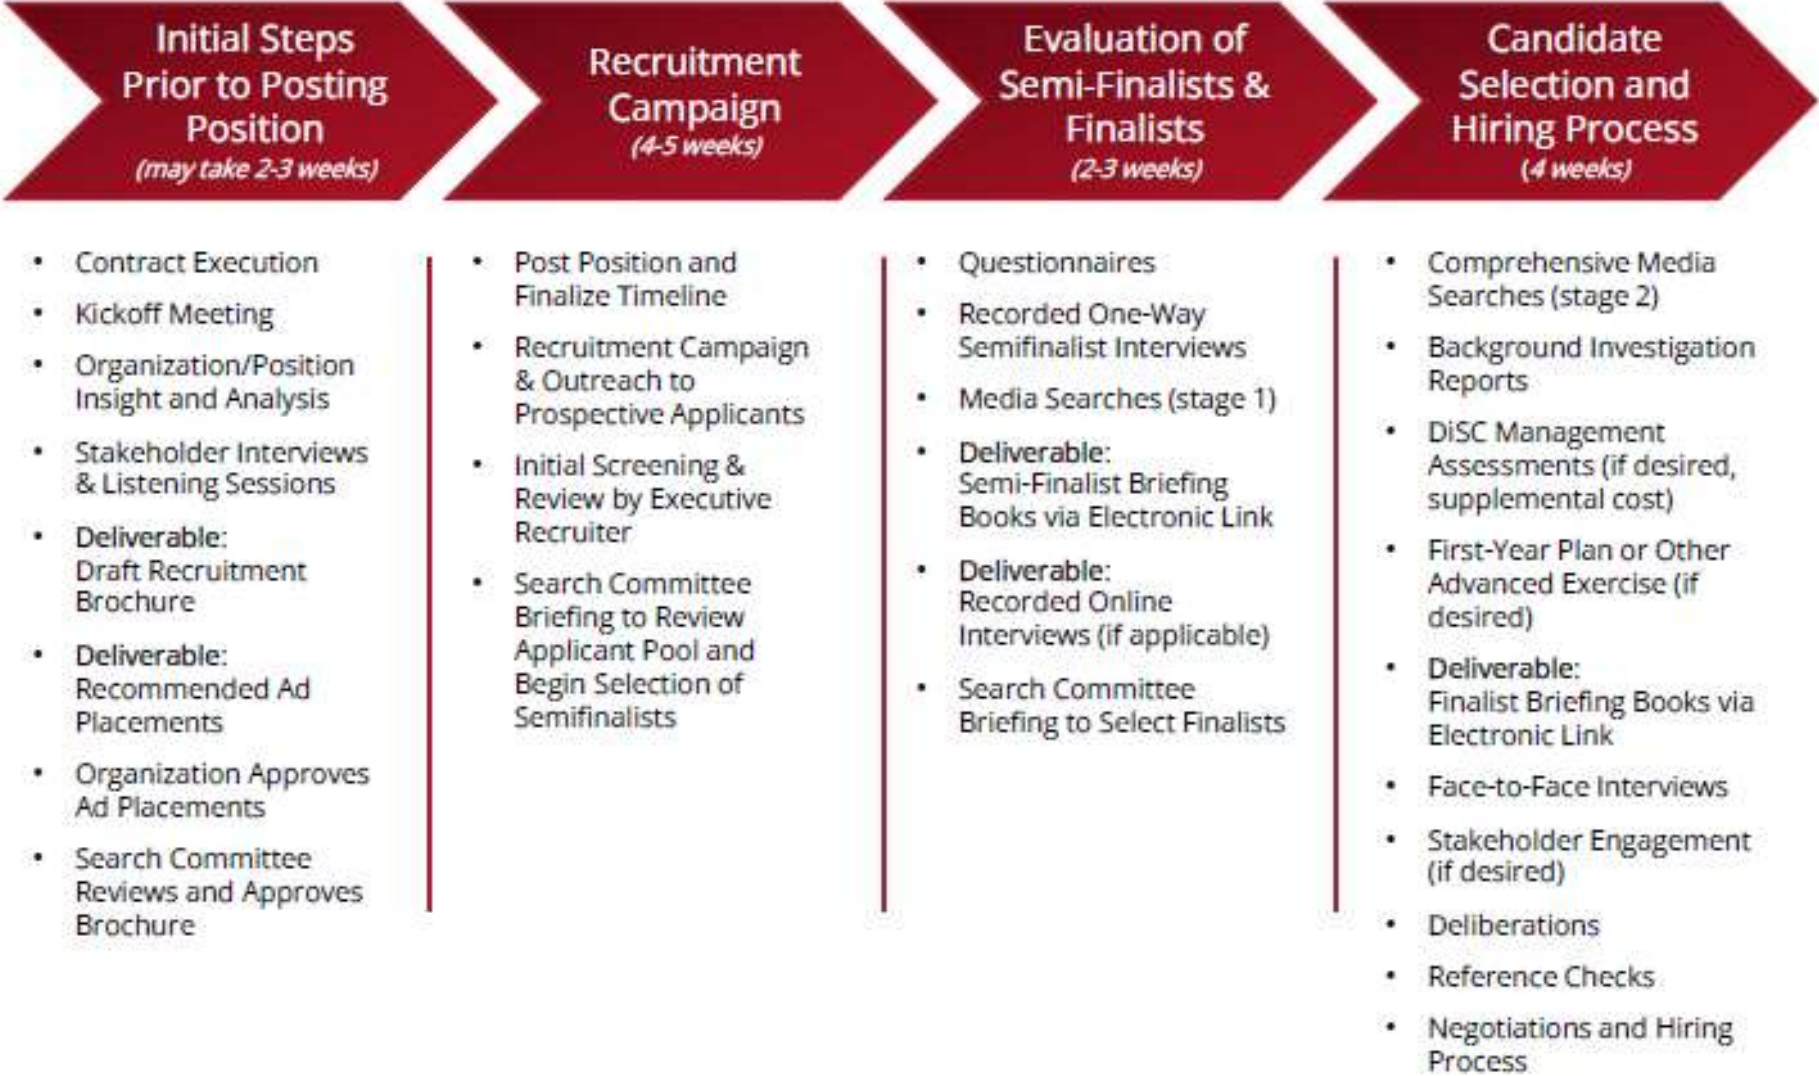 Initial Steps
Prior to Posting
Position
(may take 2-3 weeks)
• Contract Execution
• Kickoff Meeting
• Organization/Position
Insight and Analysis
• Stakeholder Interviews
& Listening Sessions
• Deliverable:
Draft Recruitment
Brochure
• Deliverable:
Recommended Ad
Placements
• Organization Approves
Ad Placements
• Search Committee
Reviews and Approves
Brochure
Recruitment
Campaign
(4-5 weeks)
• Post Position and
Finalize Timeline
• Recruitment Campaign
& Outreach to
Prospective Applicants
• Initial Screening &
Review by Executive
Recruiter
• Search Committee
Briefing to Review
Applicant Pool and
Begin Selection of
Semifinalists
Evaluation of
Semi-Finalists &
Finalists
(2-3 weeks)
• Questionnaires
• Recorded One-Way
Semifinalist Interviews
• Media Searches (stage 1)
• Deliverable:
Semi-Finalist Briefing
Books via Electronic Link
• Deliverable:
Recorded Online
Interviews (if applicable)
• Search Committee
Briefing to Select Finalists
Candidate
Selection and
Hiring Process
(4 weeks)
• Comprehensive Media
Searches (stage 2)
• Background Investigation
Reports
• DiSC Management
Assessments (if desired,
supplemental cost)
• First-Year Plan or Other
Advanced Exercise (if
desired)
• Deliverable:
Finalist Briefing Books via
Electronic Link
• Face-to-Face Interviews
• Stakeholder Engagement
(if desired)
• Deliberations
• Reference Checks
• Negotiations and Hiring
Process